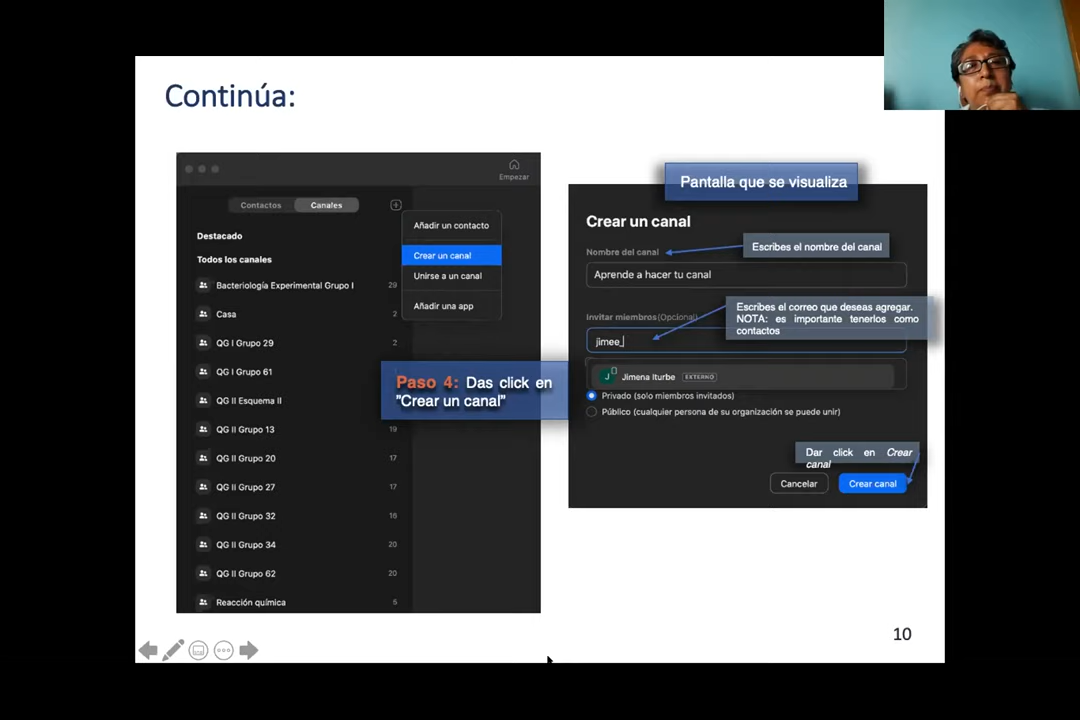 Continúa:
Empezar
Contactos
Canales
Destacado
Todos los canales
Bacteriología Experimental Grupo I
29
Casa
2
QG I Grupo 29
2
QG I Grupo 61
QG II Esquema II
QG II Grupo 13
19
QG II Grupo 20
17
QG II Grupo 27
17
QG II Grupo 32
18
QG II Grupo 34
20
QG II Grupo 62
20
Reacción química
5
Añadir un contacto
Crear un canal
Unirse a un canal
Añadir una app
Paso 4: Das click en
"Crear un canal"
Pantalla que se visualiza
Crear un canal
Nombre del canal
Escribes el nombre del canal
Aprende a hacer tu canal
Invitar miembros(Opcional)
Escribes el correo que deseas agregar.
NOTA: es importante tenerlos como
contactos
jimee_
J
Jimena Iturbe
EXTERNO
Privado (solo miembros invitados)
Público (cualquier persona de su organización se puede unir)
Dar click en Crear
canal
Cancelar
Crear canal
10